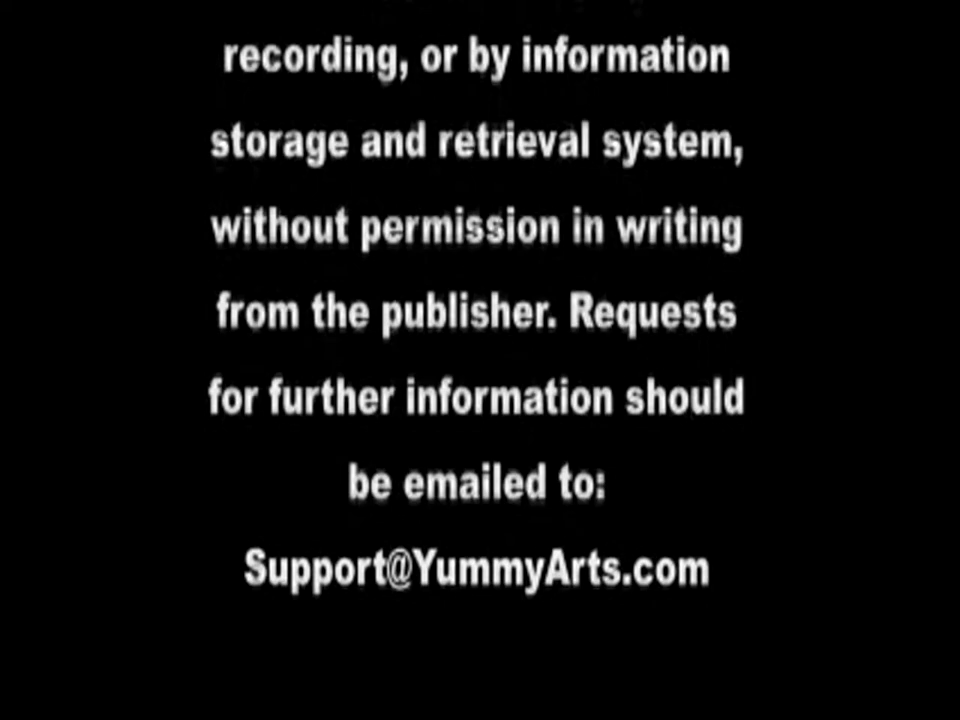 recording, or by information
storage and retrieval system,
without permission in writing
from the publisher. Requests
for further information should
be emailed to:
Support@YummyArts.com